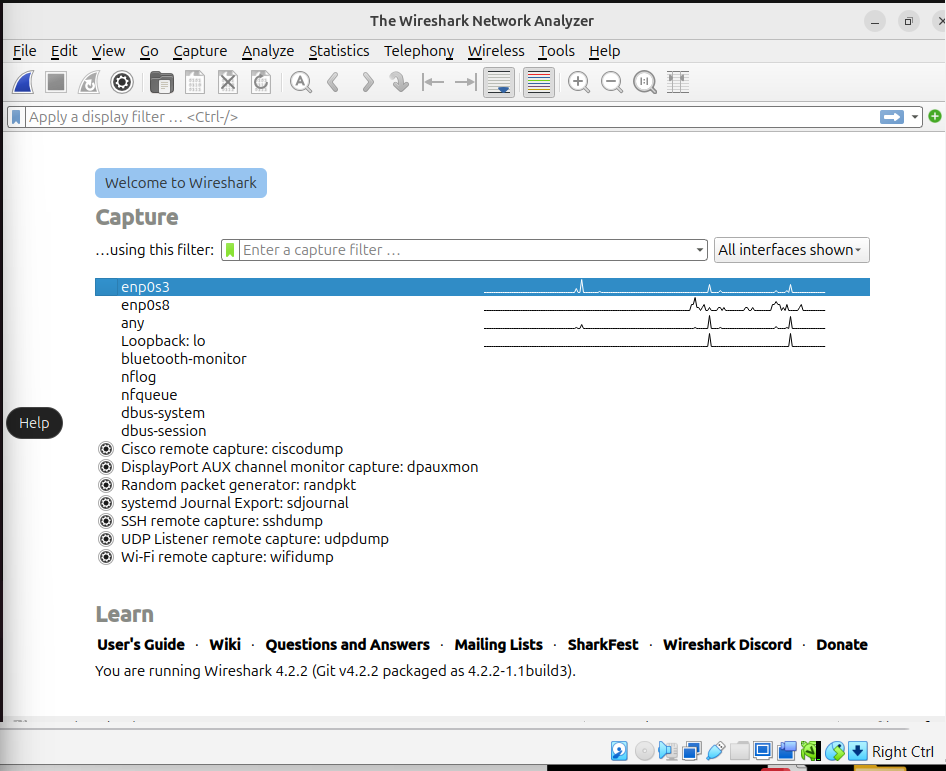 The Wireshark Network Analyzer
File Edit View Go Capture Analyze Statistics Telephony Wireless Tools Help
Apply a display filter … <Ctrl-/>
Welcome to Wireshark
Capture
…using this filter: Enter a capture filter … All interfaces shown
enp0s3
enp0s8
any
Loopback: lo
bluetooth-monitor
nflog
nfqueue
dbus-system
dbus-session
Help
Cisco remote capture: ciscodump
DisplayPort AUX channel monitor capture: dpauxmon
Random packet generator: randpkt
systemd Journal Export: sdjournal
SSH remote capture: sshdump
UDP Listener remote capture: udpdump
Wi-Fi remote capture: wifidump
Learn
User's Guide · Wiki · Questions and Answers · Mailing Lists · SharkFest · Wireshark Discord · Donate
You are running Wireshark 4.2.2 (Git v4.2.2 packaged as 4.2.2-1.1build3).
Right Ctrl